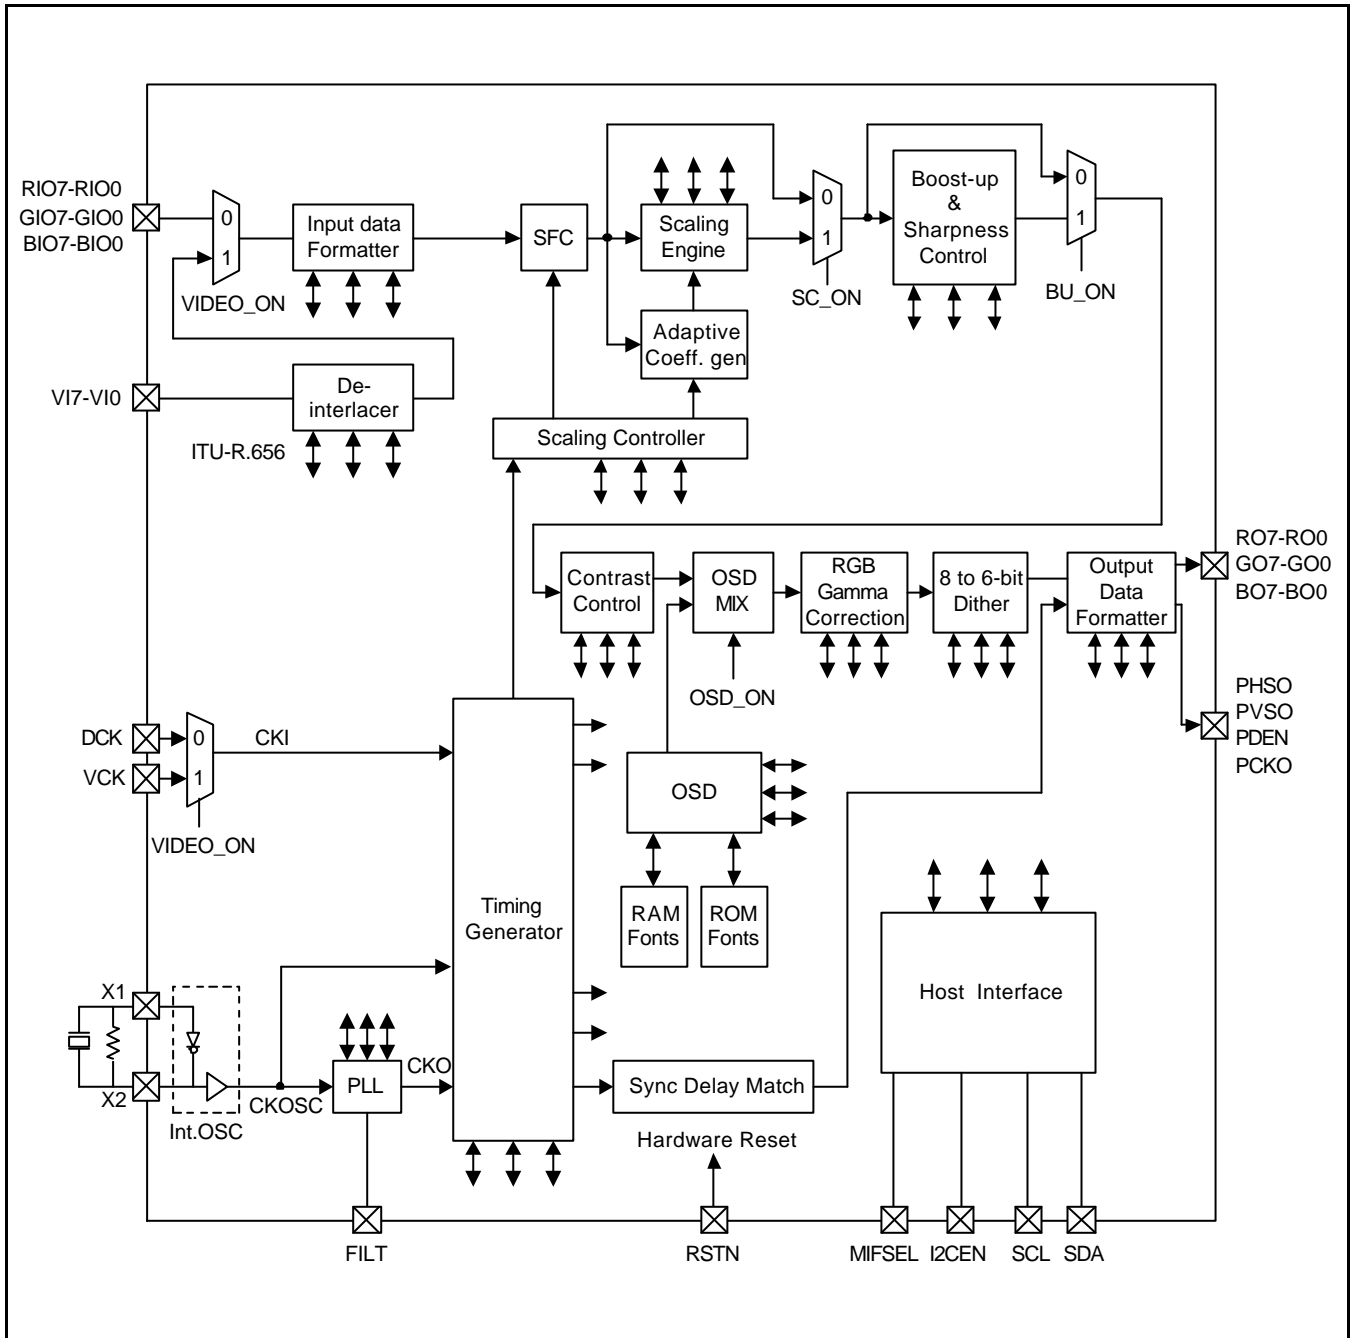 RIO7-RIO0
GIO7-GIO0
BIO7-BIO0
0
1
VIDEO_ON
Input data
Formatter
SFC
Scaling
Engine
0
1
SC_ON
Boost-up
&
Sharpness
Control
0
1
BU_ON
Adaptive
Coeff. gen
VI7-VI0
De-
interlacer
ITU-R.656
Scaling Controller
Contrast
Control
OSD
MIX
OSD_ON
RGB
Gamma
Correction
8 to 6-bit
Dither
Output
Data
Formatter
RO7-RO0
GO7-GO0
BO7-BO0
PHSO
PVSO
PDEN
PCKO
DCK
VCK
0
1
CKI
VIDEO_ON
OSD
RAM
Fonts
ROM
Fonts
Timing
Generator
Host Interface
X1
X2
Int.OSC
CKOSC
PLL
CKO
Sync Delay Match
Hardware Reset
FILT
RSTN
MIFSEL
I2CEN
SCL
SDA